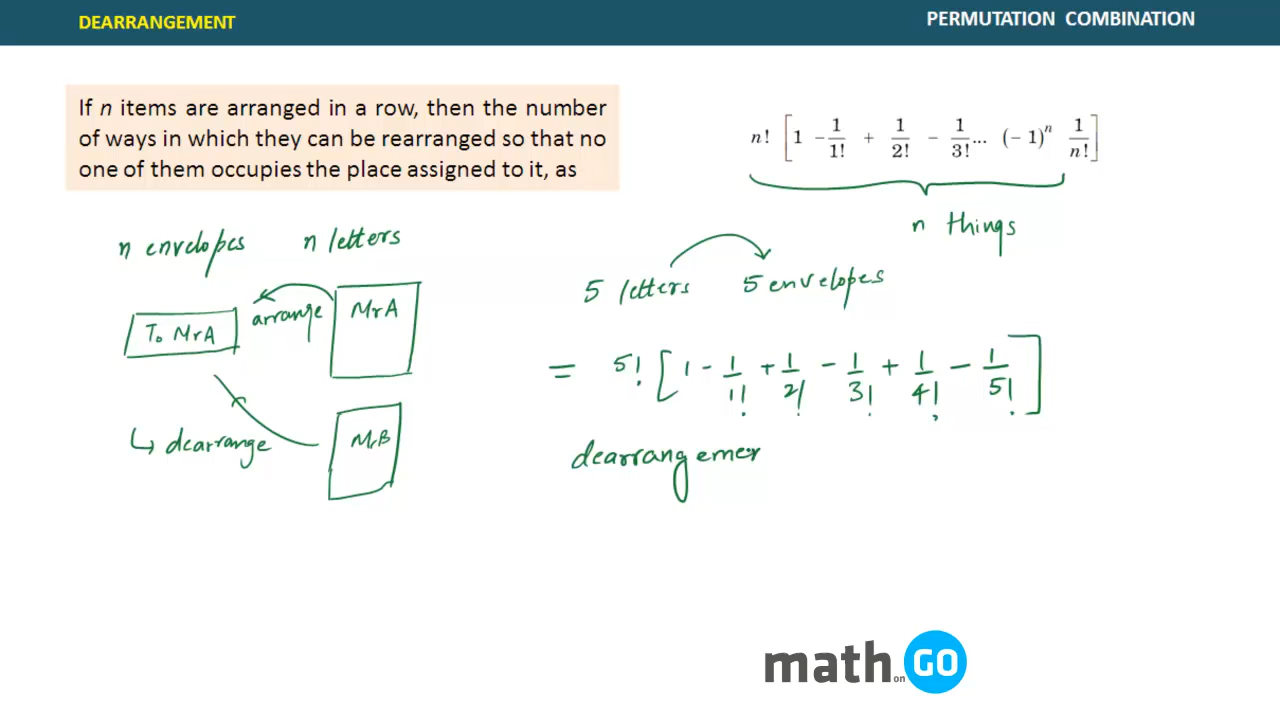 DEARRANGEMENT
PERMUTATION COMBINATION
If n items are arranged in a row, then the number
of ways in which they can be rearranged so that no
one of them occupies the place assigned to it, as
n! [1 - 1/1! + 1/2! - 1/3! ... (-1)^n 1/n!]
n things
n envelopes n letters
To MrA
arrange
MrA
↳ dearrange
MrB
5 letters 5 envelopes
= 5! [1 - 1/1! + 1/2! - 1/3! + 1/4! - 1/5!]
dearrangemen
math on GO